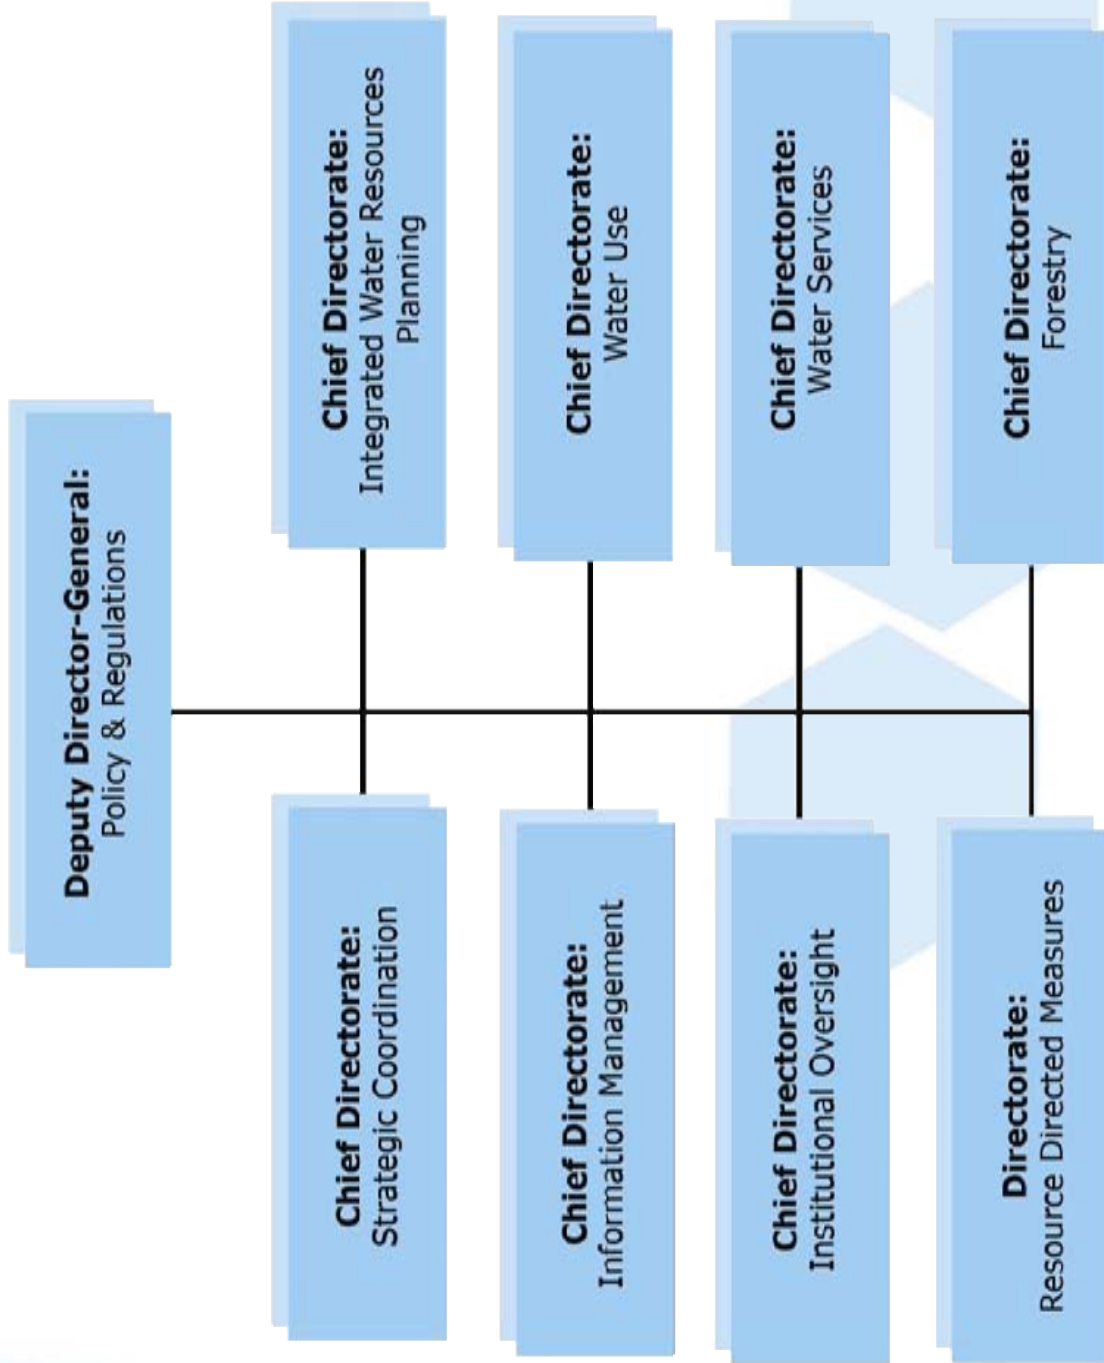 Deputy Director-General:
Policy & Regulations
Chief Directorate:
Strategic Coordination
Chief Directorate:
Integrated Water Resources
Planning
Chief Directorate:
Information Management
Chief Directorate:
Water Use
Chief Directorate:
Institutional Oversight
Chief Directorate:
Water Services
Directorate:
Resource Directed Measures
Chief Directorate:
Forestry